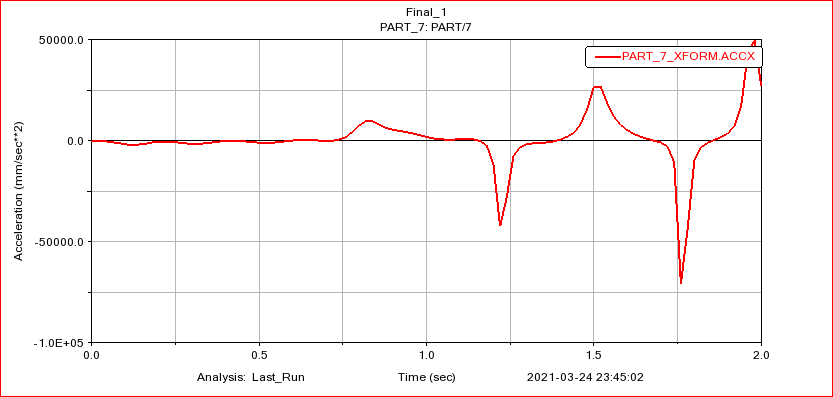 Final_1
PART_7: PART/7
50000.0
PART_7_XFORM.ACCX
0.0
Acceleration (mm/sec**2)
-50000.0
-1.0E+05
0.0 0.5 1.0 1.5 2.0
Analysis: Last_Run Time (sec) 2021-03-24 23:45:02